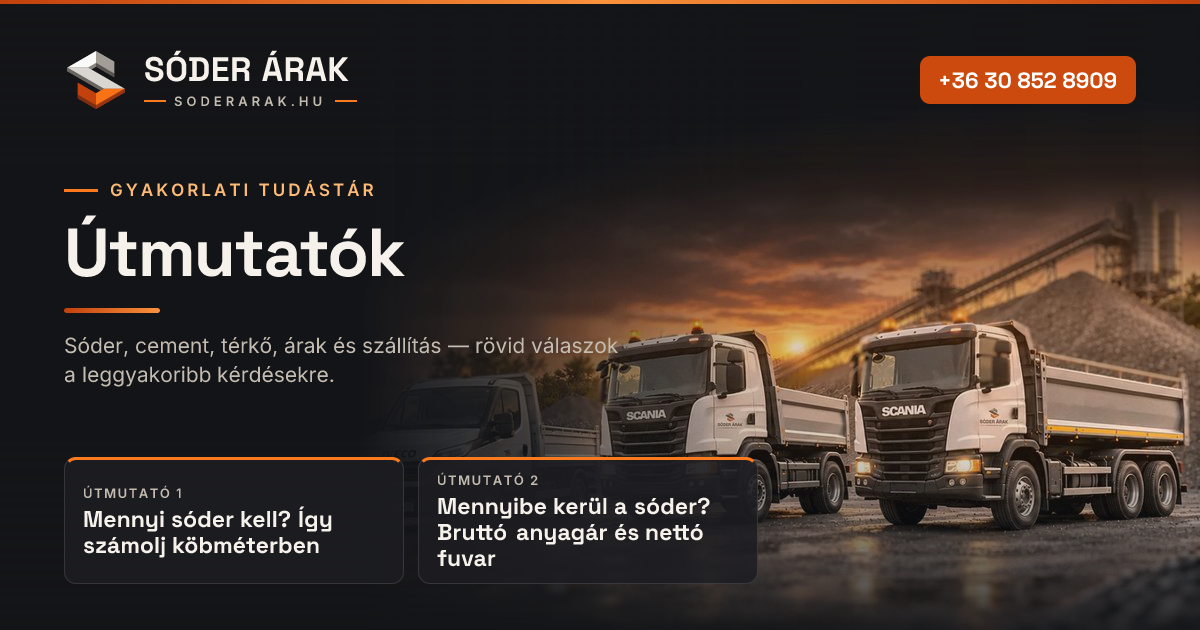 SÓDER ÁRAK
SODERARAK.HU
+36 30 852 8909
GYAKORLATI TUDÁSTÁR
Útmutatók
Sóder, cement, térkő, árak és szállítás — rövid válaszok
a leggyakoribb kérdésekre.
SCANIA
SÓDER ÁRAK
SCANIA
SÓDER ÁRAK
ÚTMUTATÓ 1
Mennyi sóder kell? Így
számolj köbméterben
ÚTMUTATÓ 2
Mennyibe kerül a sóder?
Bruttó anyagár és nettó
fuvar